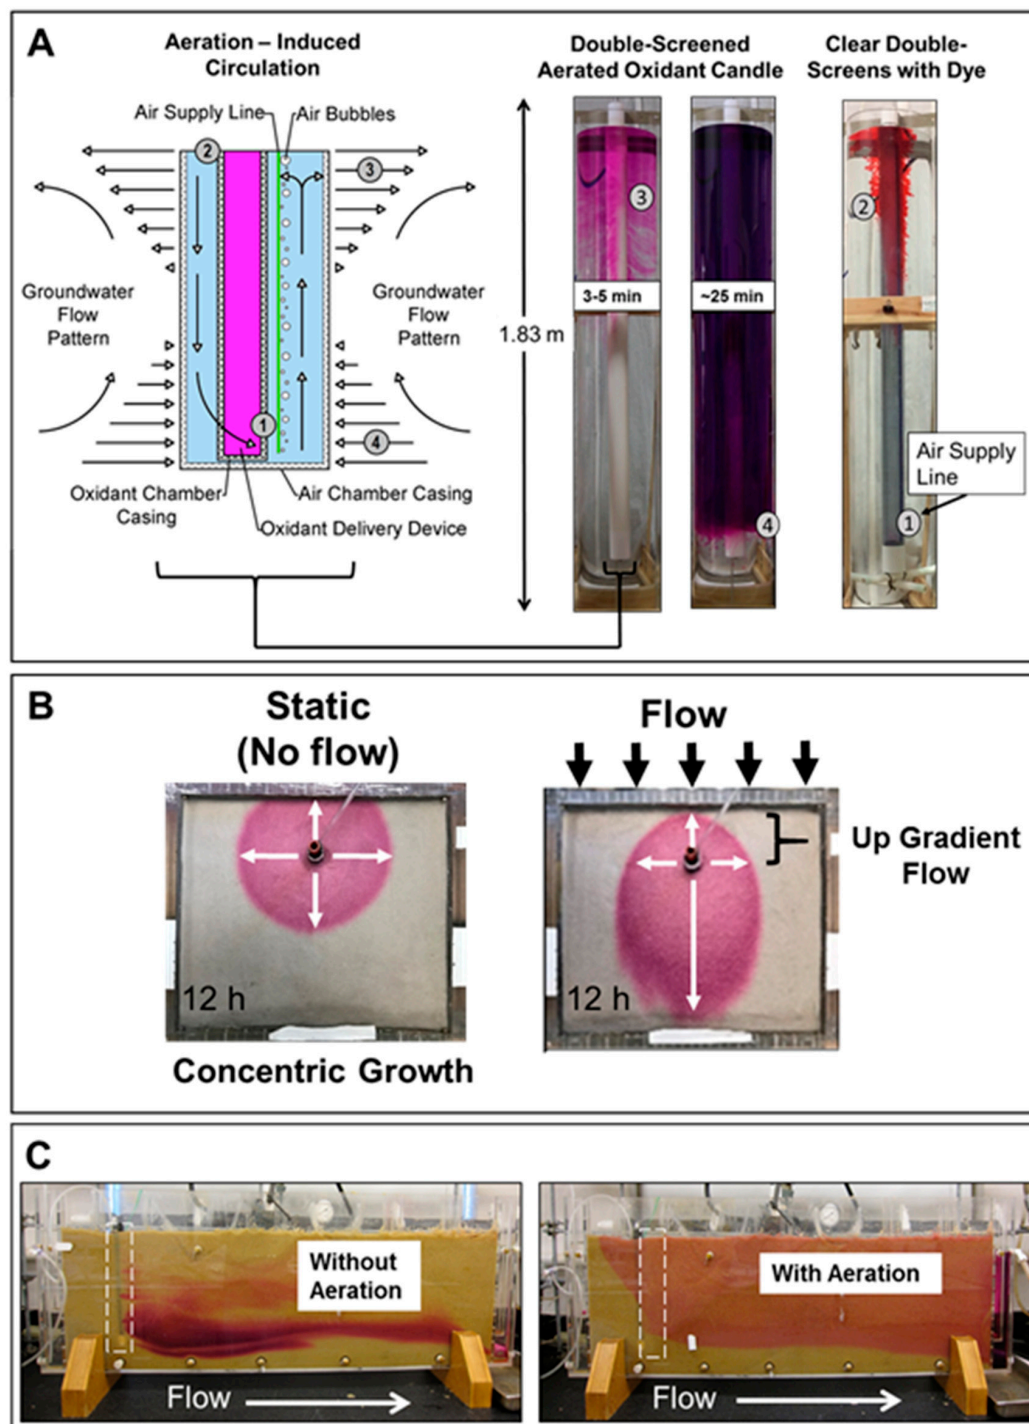 A
Aeration – Induced
Circulation
Air Supply Line
Air Bubbles
2
3
Groundwater
Flow
Pattern
Groundwater
Flow
Pattern
1
4
Oxidant Chamber
Casing
Air Chamber Casing
Oxidant Delivery Device
1.83 m
Double-Screened
Aerated Oxidant Candle
3
3-5 min
~25 min
4
Clear Double-
Screens with Dye
2
Air Supply
Line
1
B
Static
(No flow)
12 h
Concentric Growth
Flow
12 h
Up Gradient
Flow
C
Without
Aeration
Flow
With Aeration
Flow